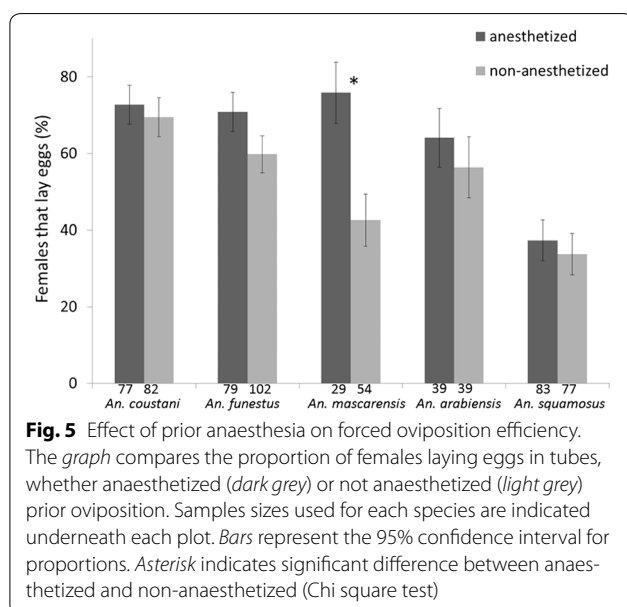 anesthetized
non-anesthetized
Females that lay eggs (%)
80
60
40
20
0
*
77 82 79 102 29 54 39 39 83 77
An. coustani An. funestus An. mascarensis An. arabiensis An. squamosus
Fig. 5 Effect of prior anaesthesia on forced oviposition efficiency.
The graph compares the proportion of females laying eggs in tubes,
whether anaesthetized (dark grey) or not anaesthetized (light grey)
prior oviposition. Samples sizes used for each species are indicated
underneath each plot. Bars represent the 95% confidence interval for
proportions. Asterisk indicates significant difference between anaes-
thetized and non-anaesthetized (Chi square test)